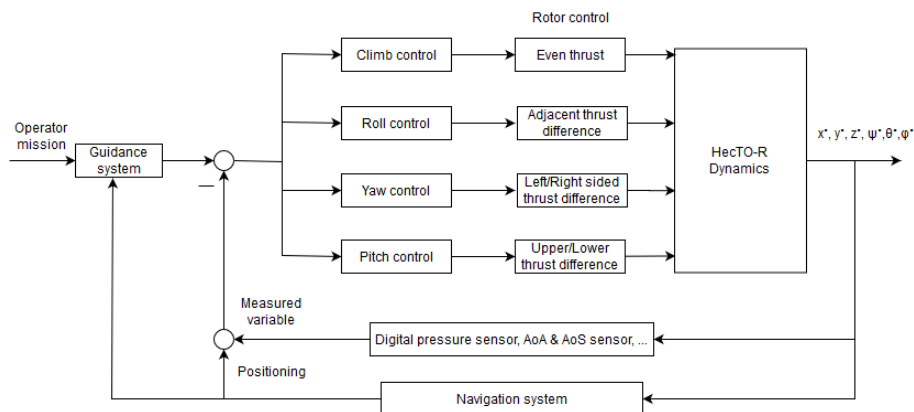 Rotor control
Climb control
Even thrust
Operator
mission
Guidance
system
Roll control
Adjacent thrust
difference
HecTO-R
Dynamics
x˙, y˙, z˙, ψ˙,θ˙,φ˙
Yaw control
Left/Right sided
thrust difference
Pitch control
Upper/Lower
thrust difference
Measured
variable
Digital pressure sensor, AoA & AoS sensor, ...
Positioning
Navigation system